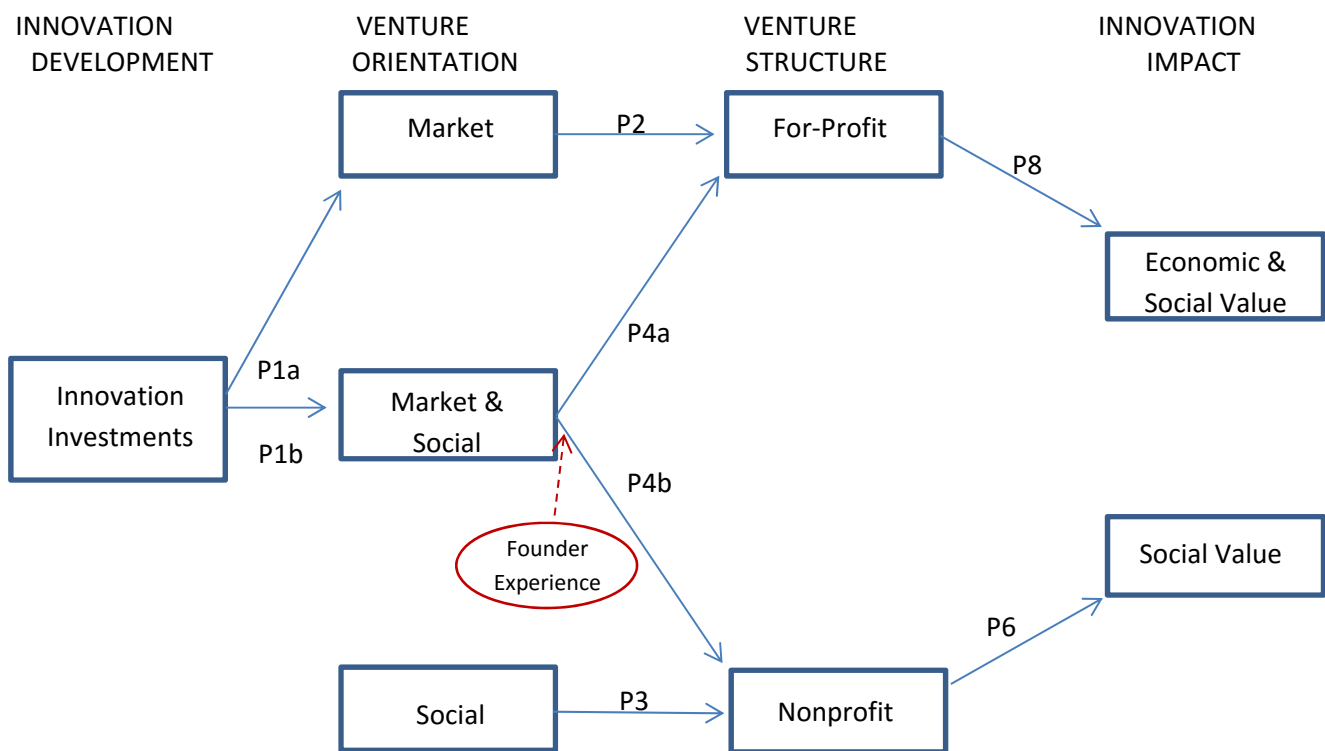 INNOVATION
DEVELOPMENT
VENTURE
ORIENTATION
VENTURE
STRUCTURE
INNOVATION
IMPACT
Market
P2
For-Profit
P8
Economic &
Social Value
P4a
P1a
Innovation
Investments
P1b
Market &
Social
P4b
Founder
Experience
Social Value
P6
Social
P3
Nonprofit